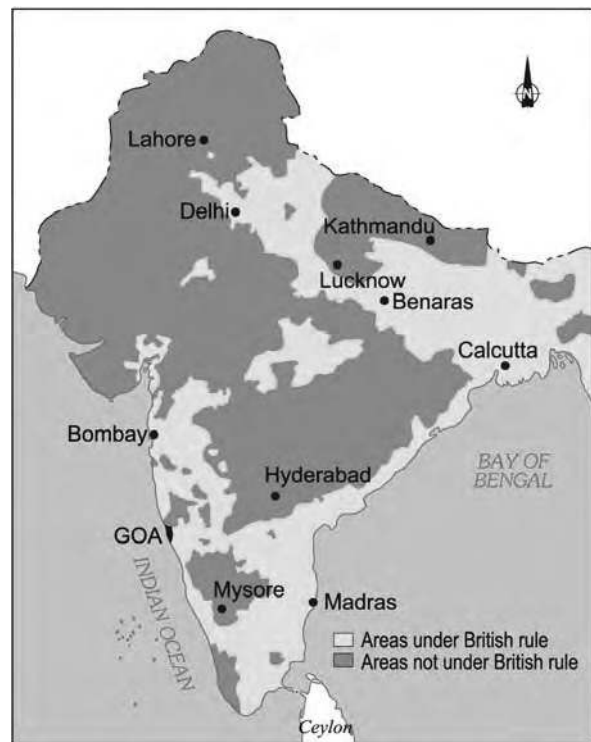 N
Lahore
Delhi
Kathmandu
Lucknow
Benaras
Calcutta
Bombay
Hyderabad
BAY OF
BENGAL
GOA
INDIAN OCEAN
Mysore
Madras
Areas under British rule
Areas not under British rule
Ceylon